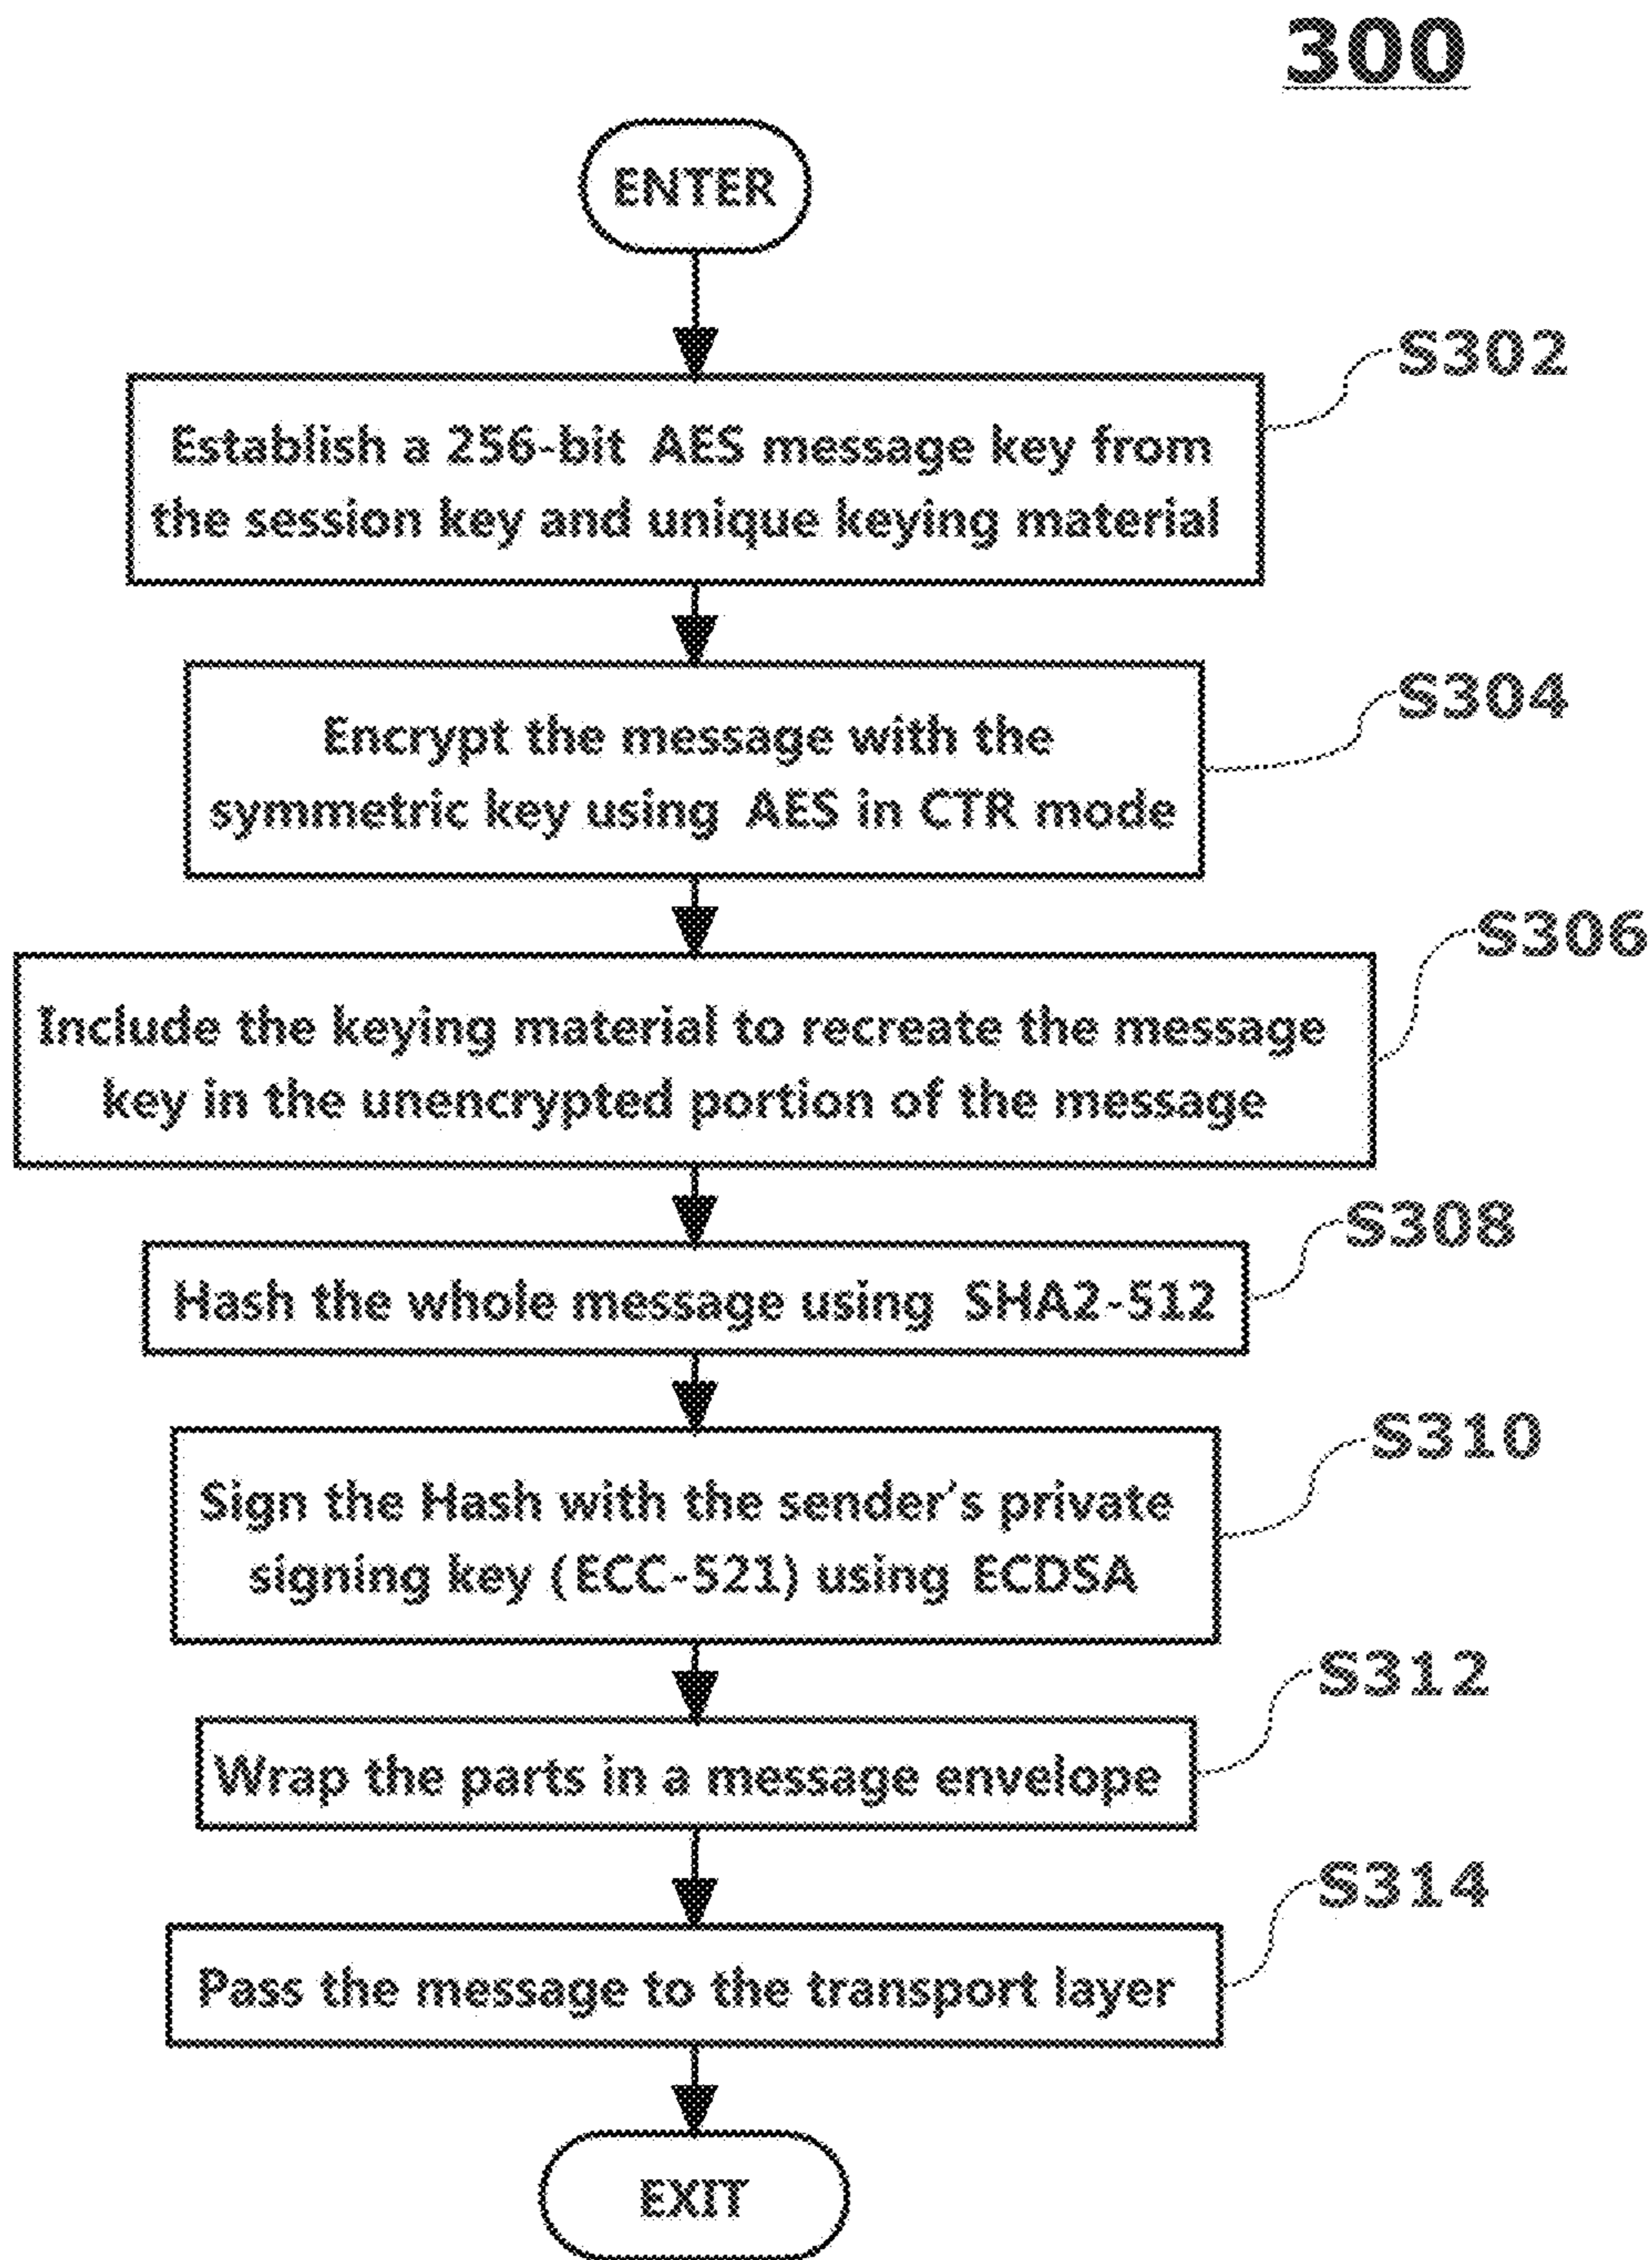 300
ENTER
S302
Establish a 256-bit AES message key from
the session key and unique keying material
S304
Encrypt the message with the
symmetric key using AES in CTR mode
S306
Include the keying material to recreate the message
key in the unencrypted portion of the message
S308
Hash the whole message using SHA2-512
S310
Sign the Hash with the sender's private
signing key (ECC-521) using ECDSA
S312
Wrap the parts in a message envelope
S314
Pass the message to the transport layer
EXIT